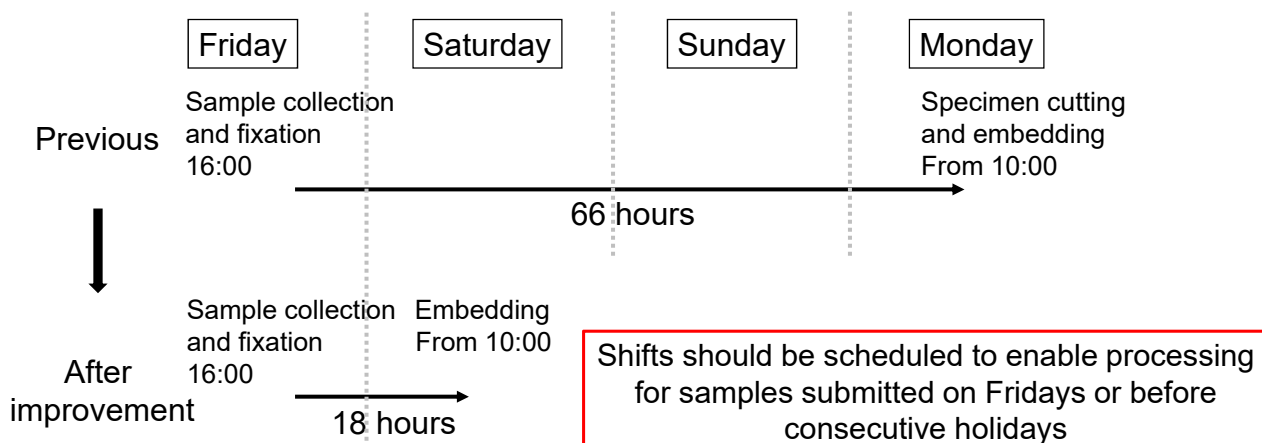 Friday
Saturday
Sunday
Monday
Previous
Sample collection
and fixation
16:00
Specimen cutting
and embedding
From 10:00
66 hours
After
improvement
Sample collection
and fixation
16:00
Embedding
From 10:00
18 hours
Shifts should be scheduled to enable processing
for samples submitted on Fridays or before
consecutive holidays